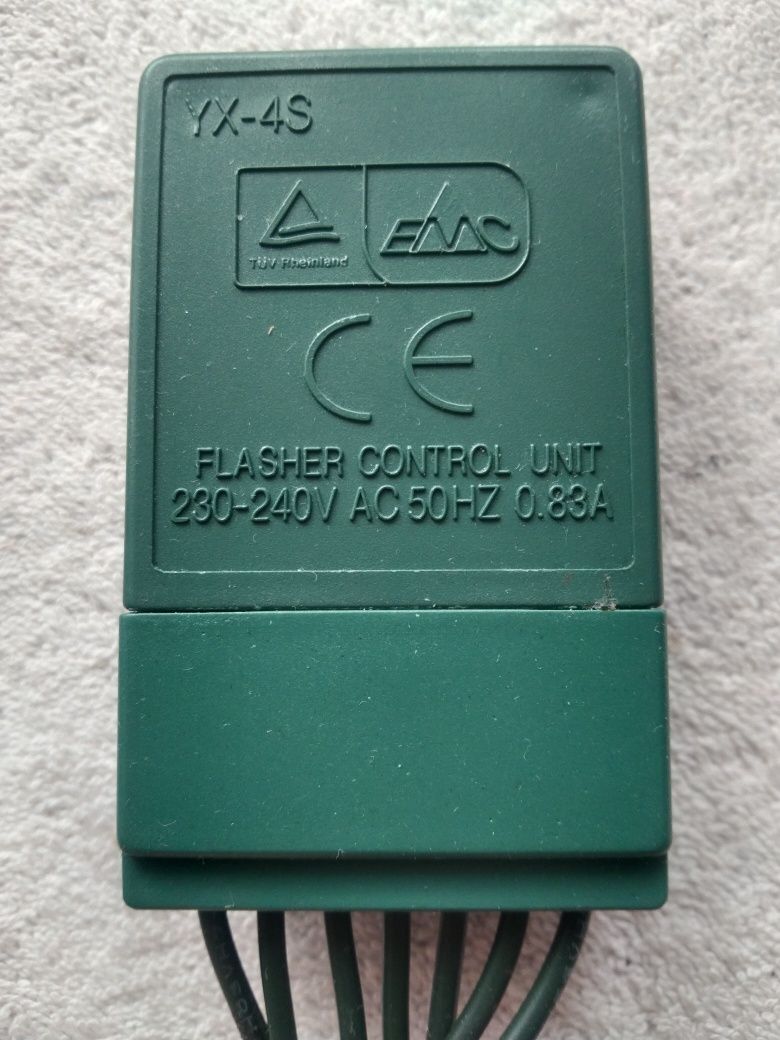 YX-4S
TÜV Rheinland
EMC
CE
FLASHER CONTROL UNIT
230-240V AC 50HZ 0.83A